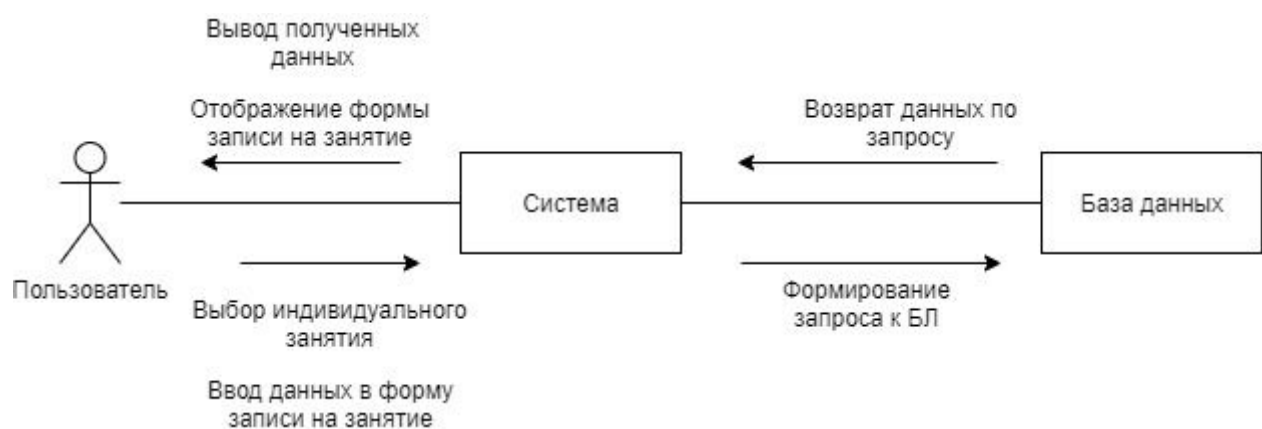 Вывод полученных
данных
Отображение формы
записи на занятие
Возврат данных по
запросу
Система
База данных
Пользователь
Выбор индивидуального
занятия
Формирование
запроса к БЛ
Ввод данных в форму
записи на занятие